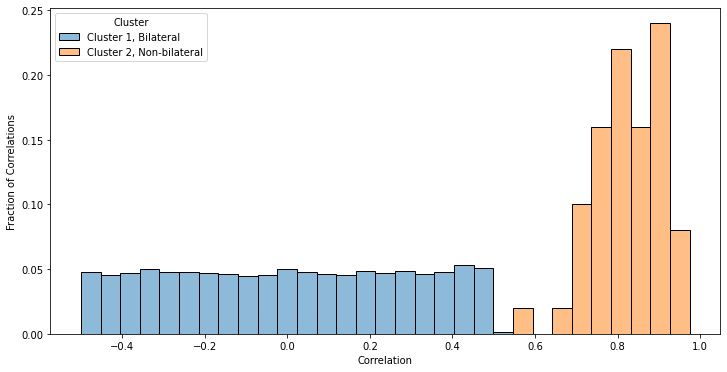 Cluster
Cluster 1, Bilateral
Cluster 2, Non-bilateral
0.25
0.20
0.15
0.10
0.05
0.00
Fraction of Correlations
−0.4 −0.2 0.0 0.2 0.4 0.6 0.8 1.0
Correlation